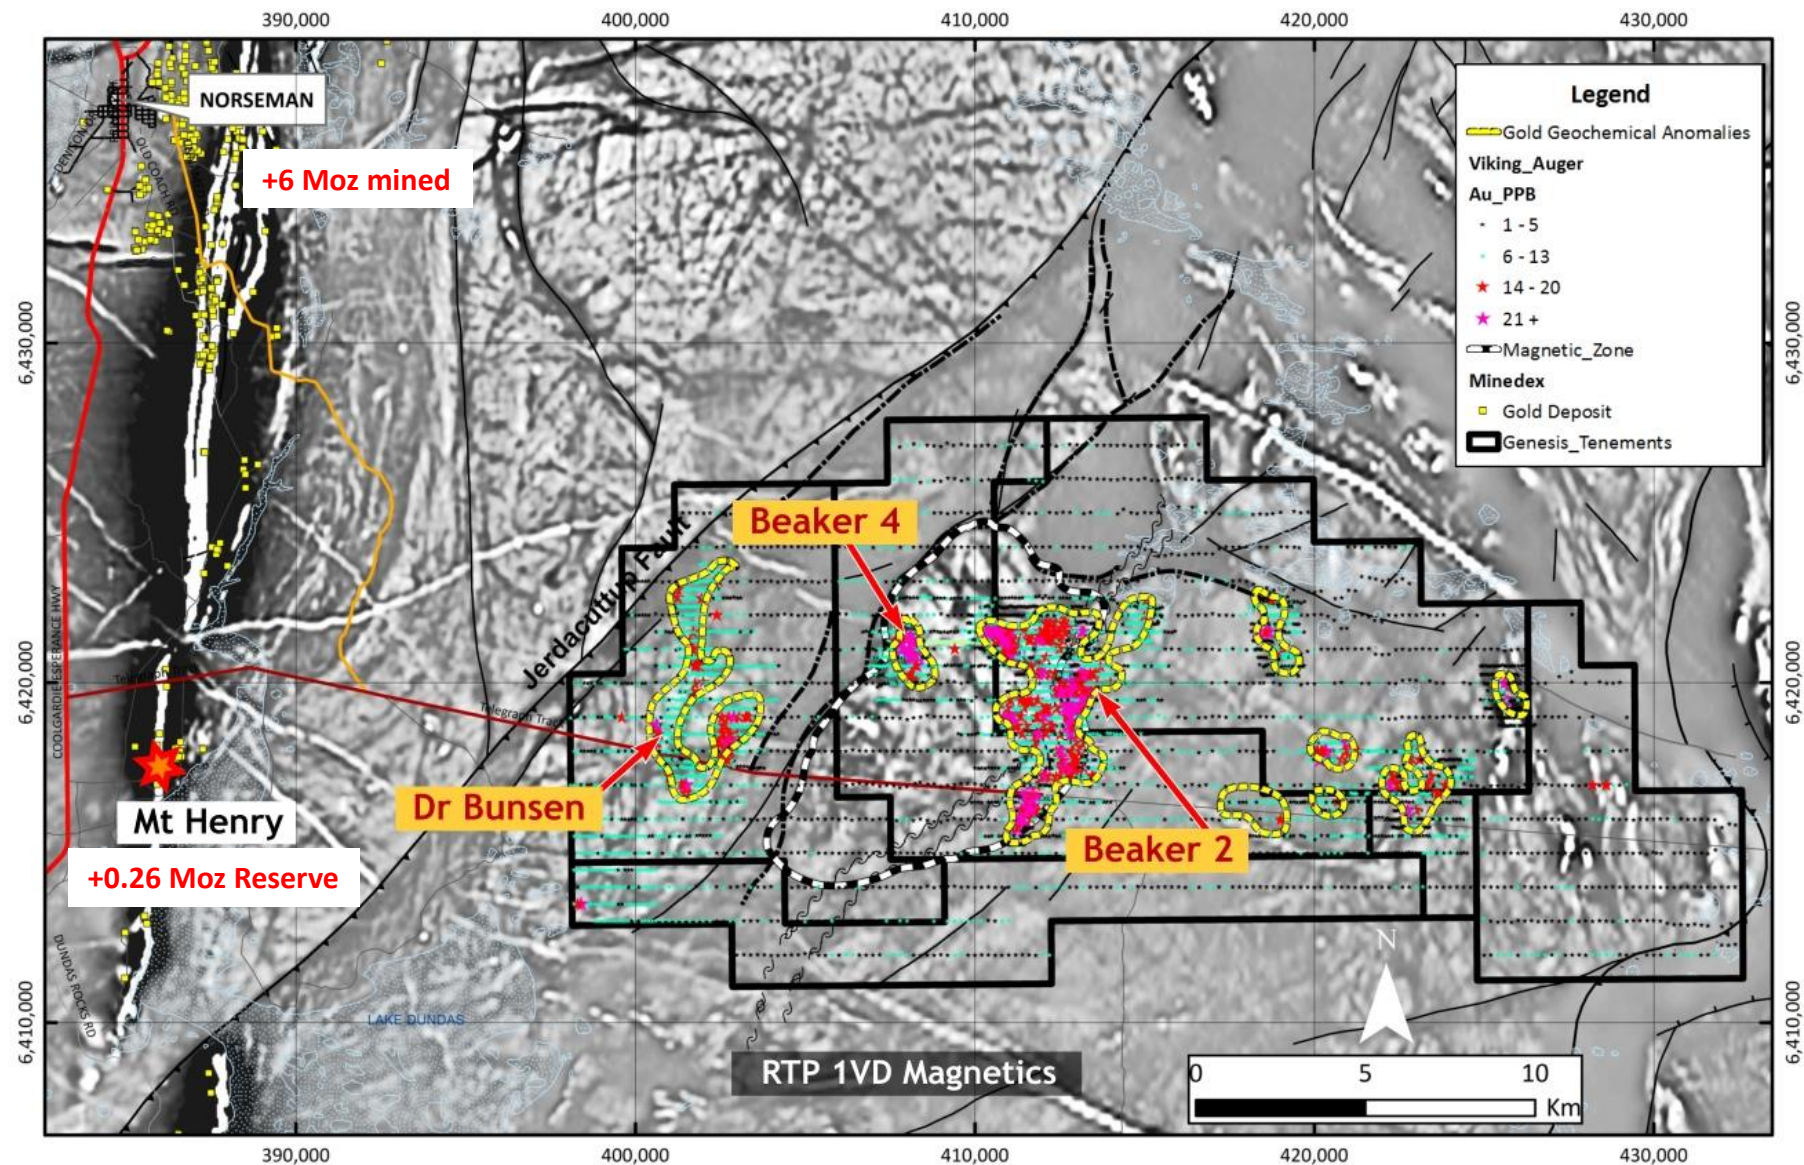 390,000
400,000
410,000
420,000
430,000
NORSEMAN
OLD COACH RD
+6 Moz mined
Legend
Gold Geochemical Anomalies
Viking_Auger
Au_PPB
1 - 5
6 - 13
14 - 20
21 +
Magnetic_Zone
Minedex
Gold Deposit
Genesis_Tenements
6,430,000
6,430,000
Beaker 4
Jerdacuttup Fault
COOLGARDIE ESPERANCE HWY
6,420,000
6,420,000
Telegraph Track
Dr Bunsen
Mt Henry
Beaker 2
+0.26 Moz Reserve
DUNDAS ROCKS RD
N
LAKE DUNDAS
6,410,000
6,410,000
RTP 1VD Magnetics
0
5
10
Km
390,000
400,000
410,000
420,000
430,000